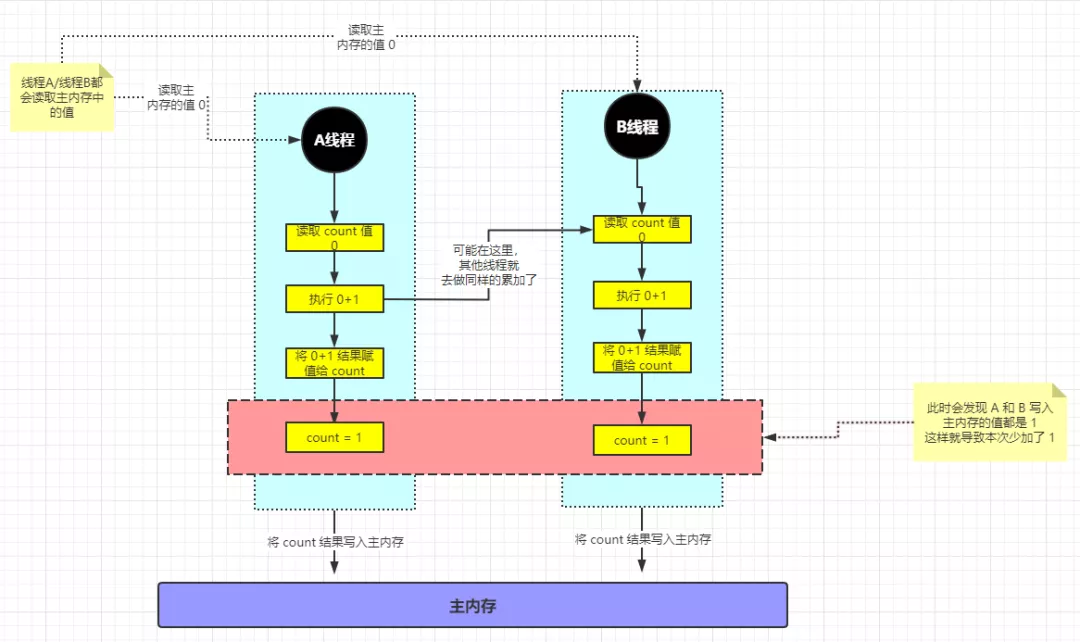 读取主
内存的值 0
线程A/线程B都
会读取主内存中
的值
读取主
内存的值 0
A线程
B线程
读取 count 值
0
读取 count 值
0
可能在这里，
其他线程就
去做同样的累加了
执行 0+1
执行 0+1
将 0+1 结果赋
值给 count
将 0+1 结果赋
值给 count
此时会发现 A 和 B 写入
主内存的值都是 1
这样就导致本次少加了 1
count = 1
count = 1
将 count 结果写入主内存
将 count 结果写入主内存
主内存